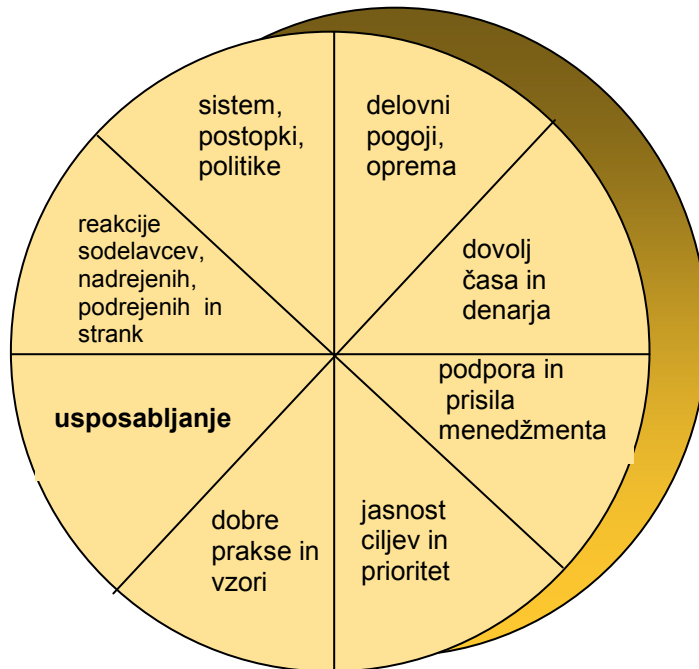 sistem,
postopki,
politike
delovni
pogoji,
oprema
dovolj
časa in
denarja
podpora in
prisila
menedžmenta
jasnost
ciljev in
prioritet
dobre
prakse in
vzori
usposabljanje
reakcije
sodelavcev,
nadrejenih,
podrejenih in
strank